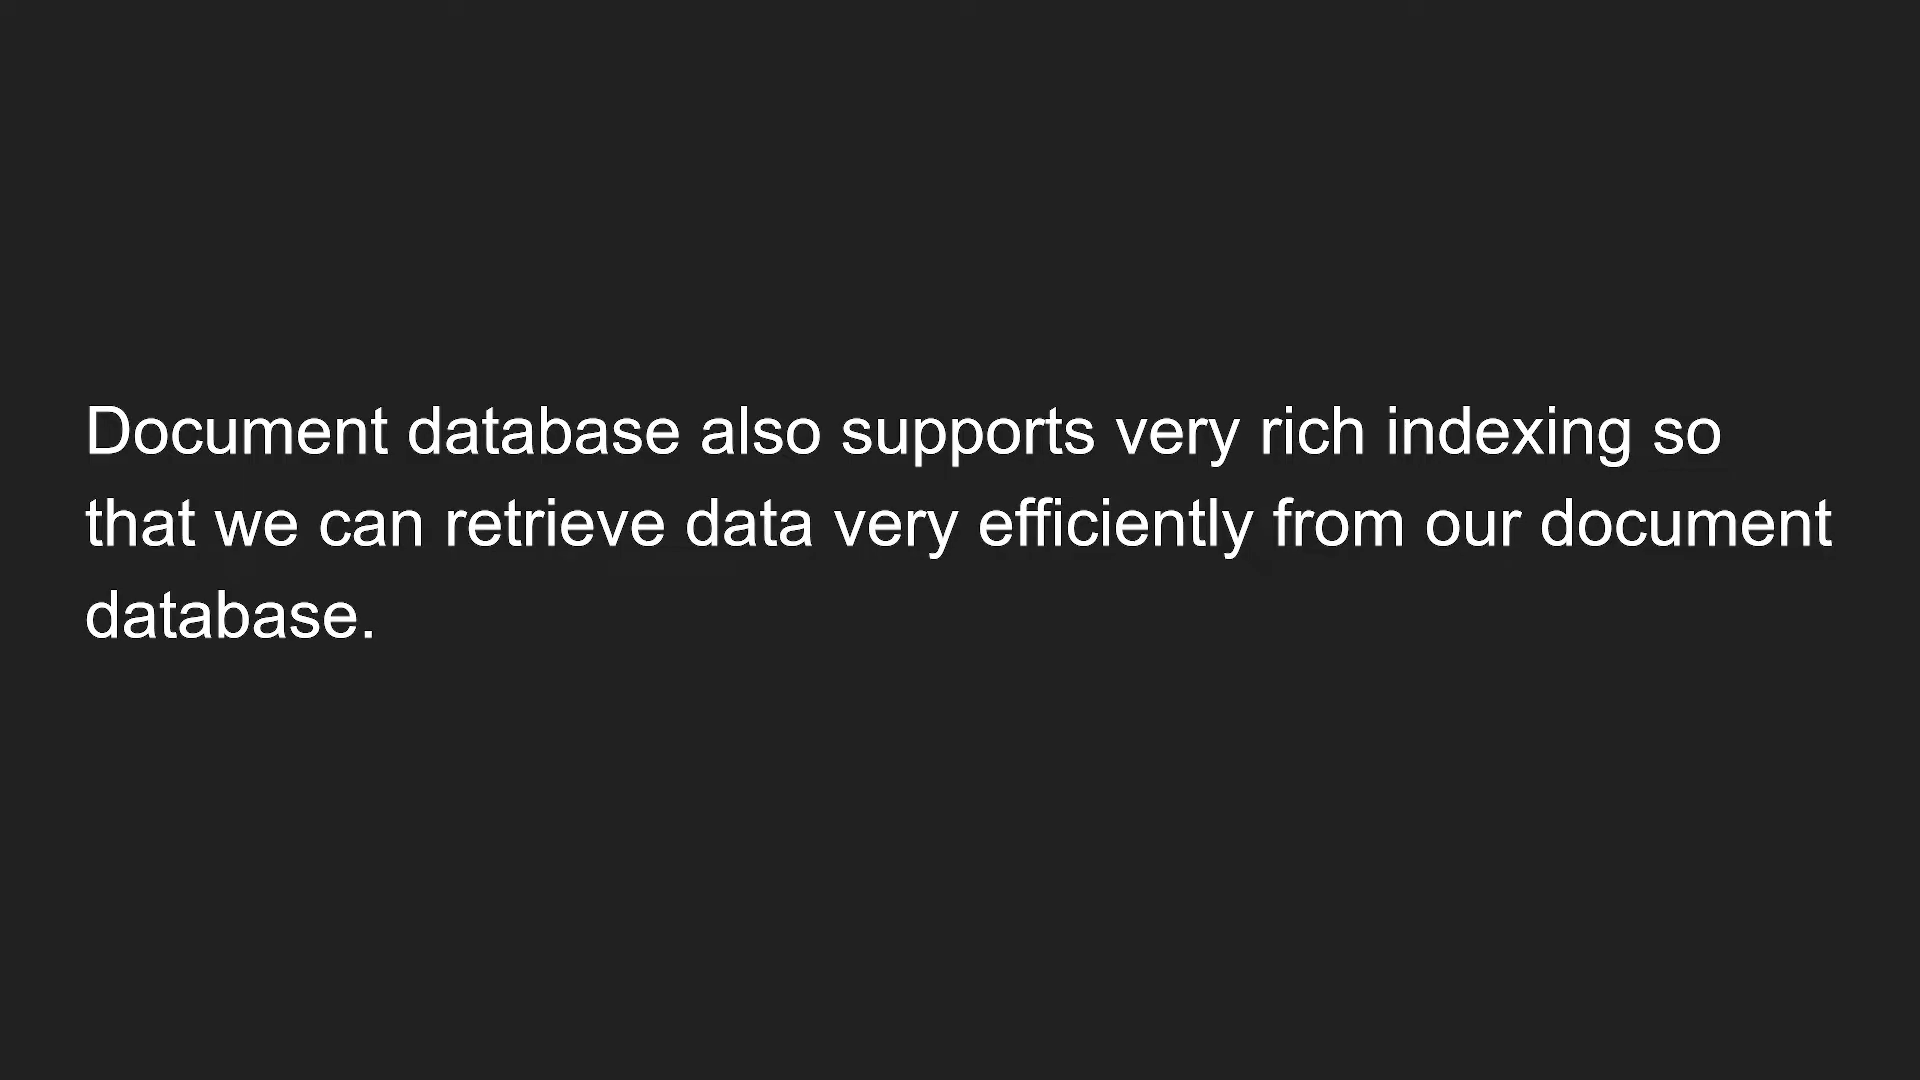 Document database also supports very rich indexing so
that we can retrieve data very efficiently from our document
database.